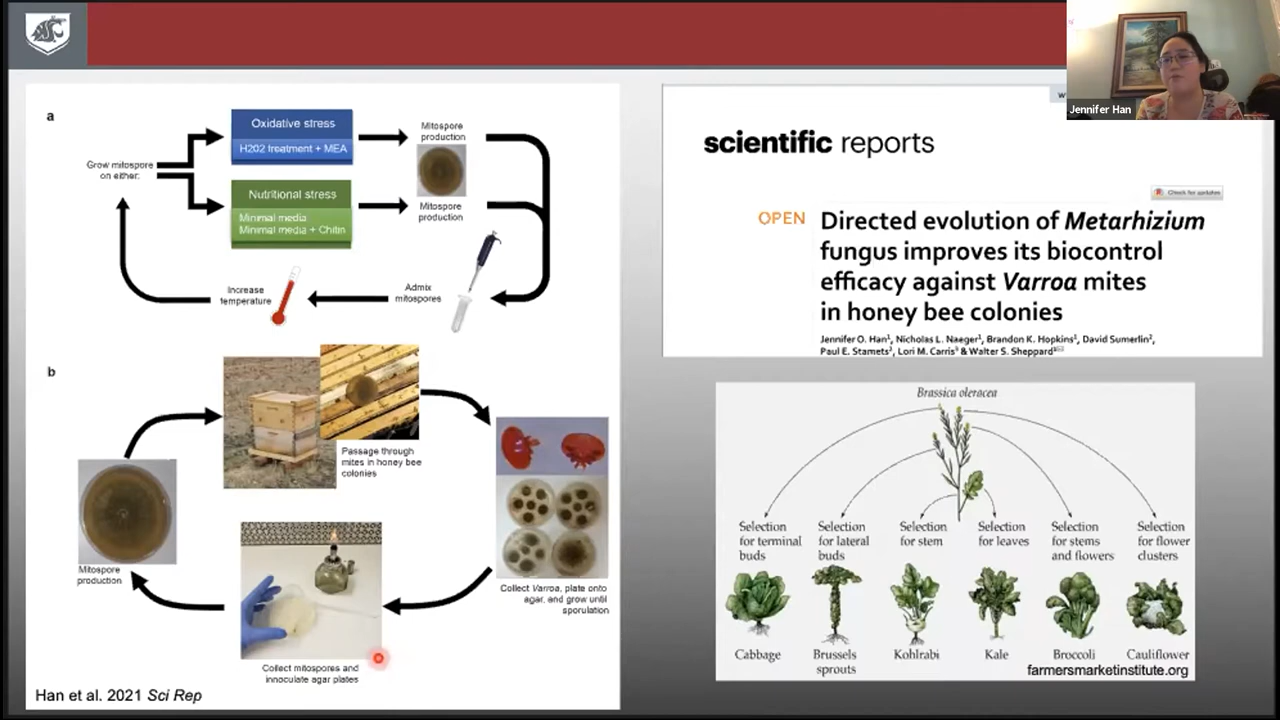 a
Grow mitospore
on either:
Oxidative stress
H202 treatment + MEA
Nutritional stress
Minimal media
Minimal media + Chitin
Mitospore
production
Mitospore
production
Admix
mitospores
Increase
temperature
b
Passage through
mites in honey bee
colonies
Collect Varroa, plate onto
agar, and grow until
sporulation
Collect mitospores and
innoculate agar plates
Mitospore
production
Han et al. 2021 Sci Rep
scientific reports
Check for updates
OPEN
Directed evolution of Metarhizium
fungus improves its biocontrol
efficacy against Varroa mites
in honey bee colonies
Jennifer O. Han1, Nicholas L. Naeger1, Brandon K. Hopkins1, David Sumerlin2,
Paul E. Stamets2, Lori M. Carris3 & Walter S. Sheppard1
Brassica oleracea
Selection
for terminal
buds
Selection
for lateral
buds
Selection
for stem
Selection
for leaves
Selection
for stems
and flowers
Selection
for flower
clusters
Cabbage
Brussels
sprouts
Kohlrabi
Kale
Broccoli
Cauliflower
farmersmarketinstitute.org
Jennifer Han